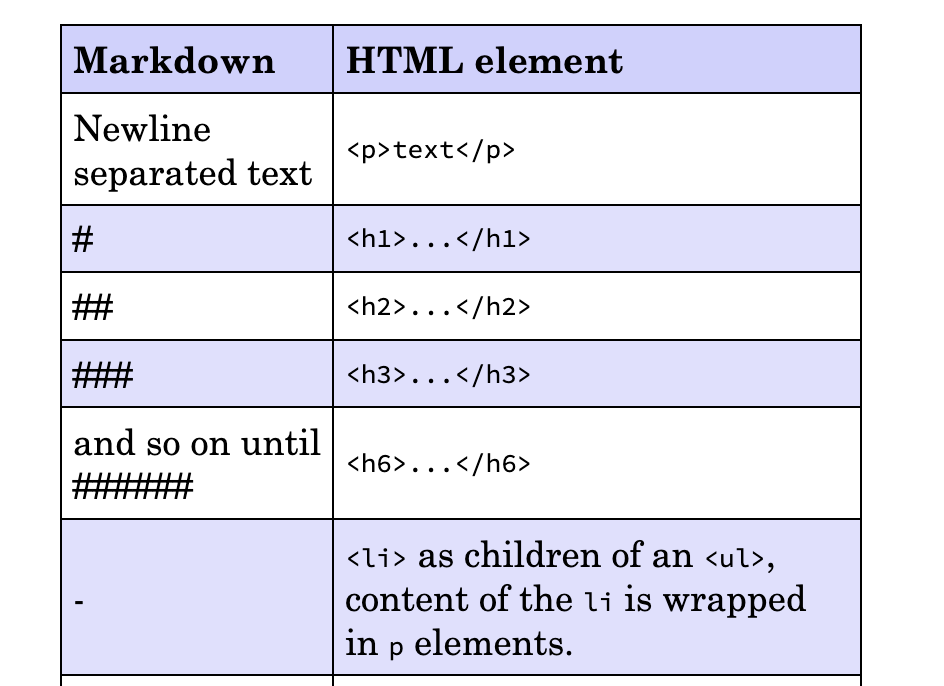 Markdown HTML element
Newline
separated text
<p>text</p>
# <h1>...</h1>
## <h2>...</h2>
### <h3>...</h3>
and so on until
######
<h6>...</h6>
<li> as children of an <ul>,
- content of the li is wrapped
in p elements.